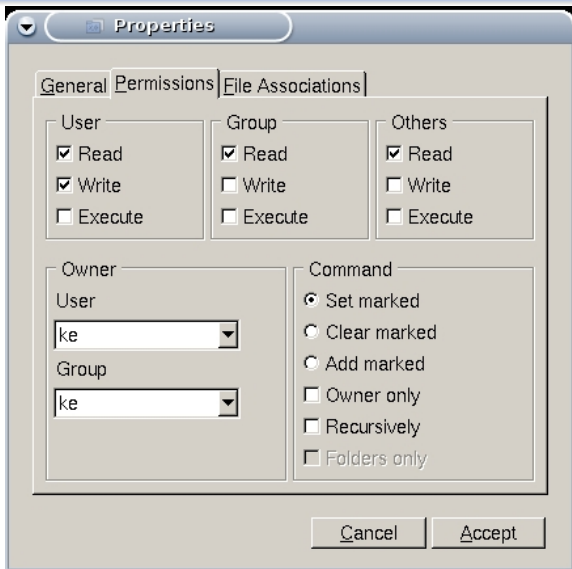 Properties
General Permissions File Associations
User
Read
Write
Execute
Group
Read
Write
Execute
Others
Read
Write
Execute
Owner
User
ke
Group
ke
Command
Set marked
Clear marked
Add marked
Owner only
Recursively
Folders only
Cancel Accept